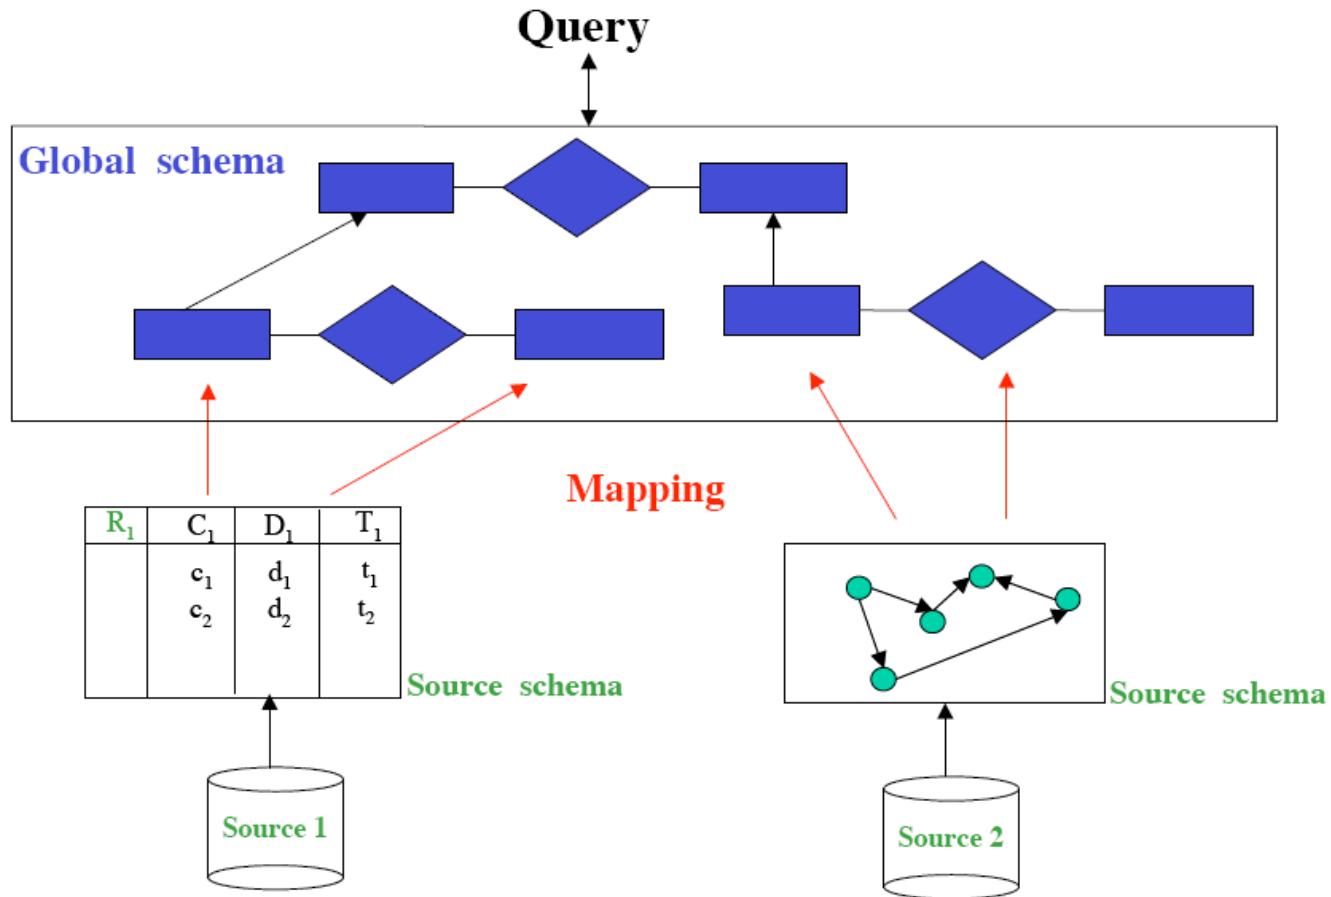 Query
Global schema
Mapping
R₁ C₁ D₁ T₁
c₁ d₁ t₁
c₂ d₂ t₂
Source schema
Source schema
Source 1
Source 2